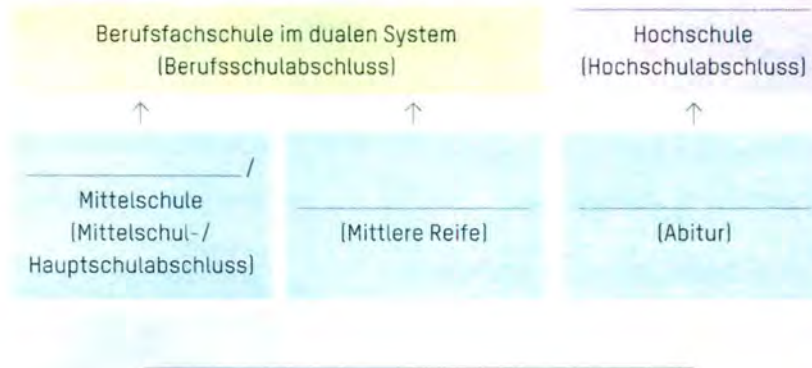 Berufsfachschule im dualen System
(Berufsschulabschluss)
Hochschule
(Hochschulabschluss)
/
Mittelschule
(Mittelschul-/
Hauptschulabschluss)
(Mittlere Reife)
(Abitur)